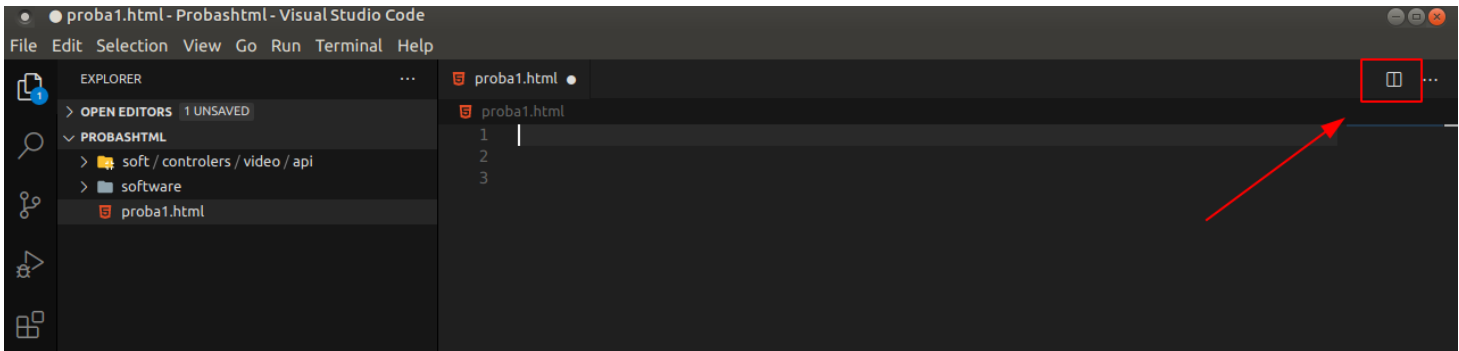 proba1.html - Probashtml - Visual Studio Code
File Edit Selection View Go Run Terminal Help
EXPLORER ...
1
OPEN EDITORS 1 UNSAVED
PROBASHTML
soft / controlers / video / api
software
proba1.html
proba1.html
proba1.html
1
2
3